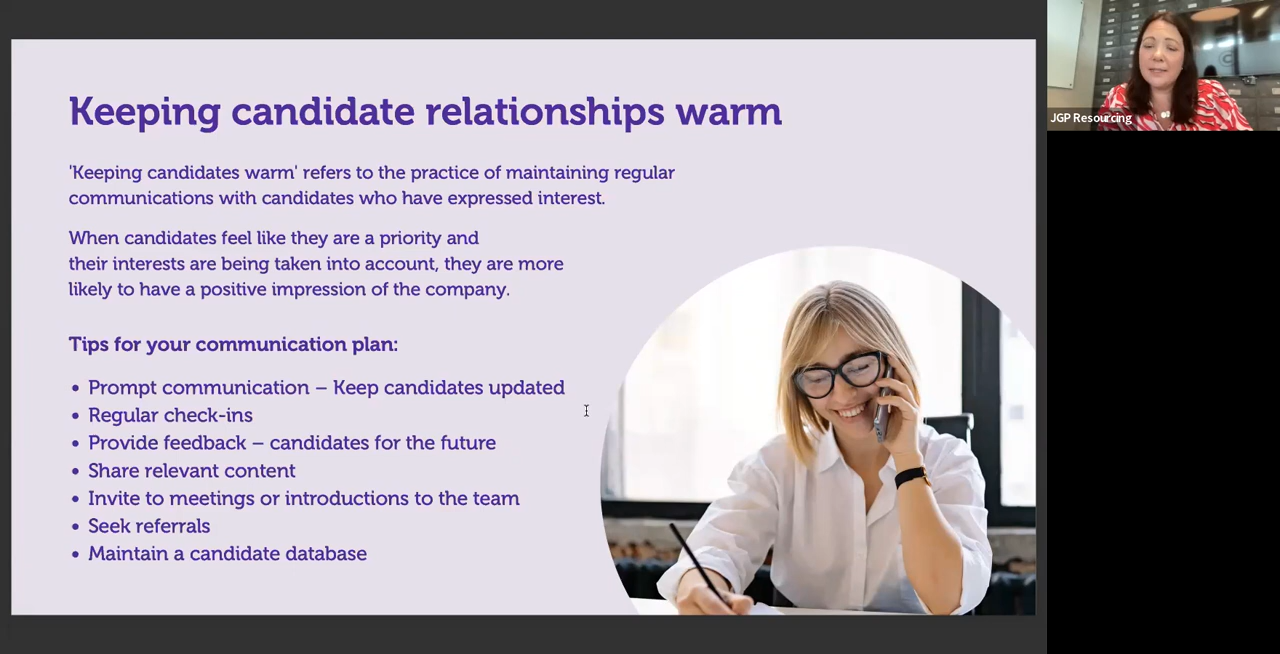 Keeping candidate relationships warm
'Keeping candidates warm' refers to the practice of maintaining regular
communications with candidates who have expressed interest.
When candidates feel like they are a priority and
their interests are being taken into account, they are more
likely to have a positive impression of the company.
Tips for your communication plan:
• Prompt communication – Keep candidates updated
• Regular check-ins
• Provide feedback – candidates for the future
• Share relevant content
• Invite to meetings or introductions to the team
• Seek referrals
• Maintain a candidate database
JGP Resourcing